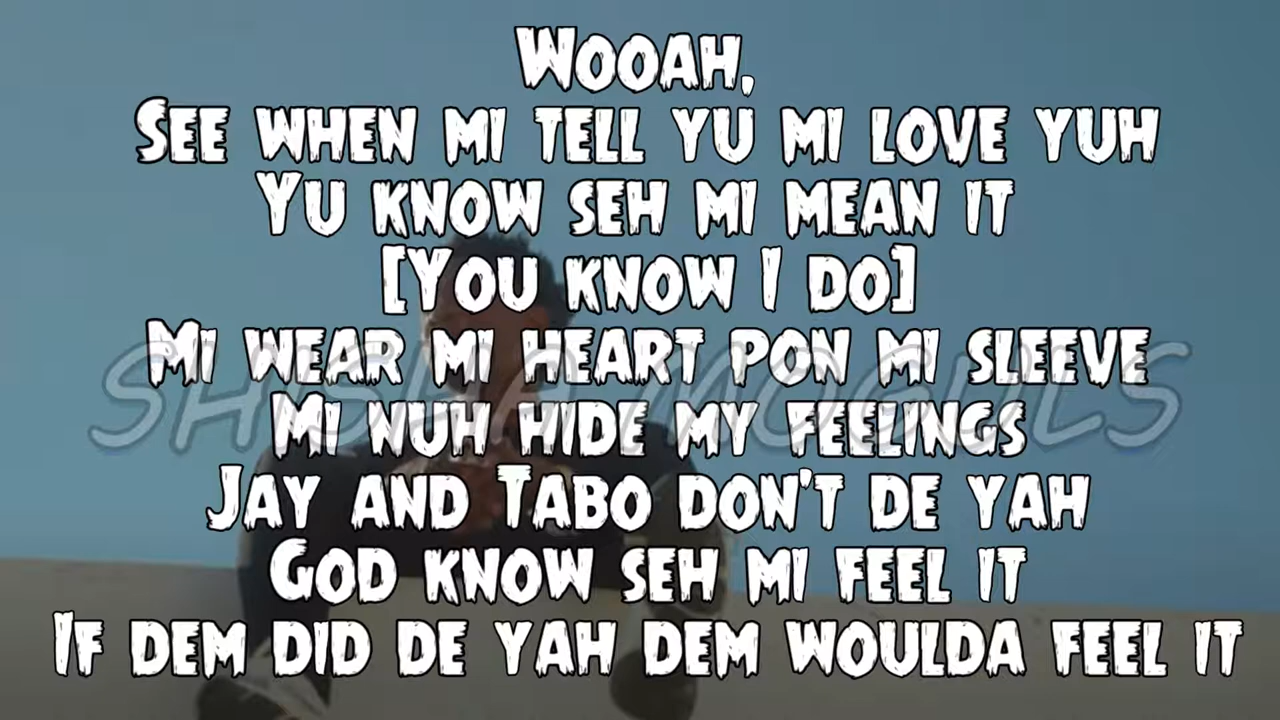 Wooah,
See when mi tell yu mi love yuh
Yu know seh mi mean it
[You know I do]
Mi wear mi heart pon mi sleeve
Mi nuh hide my feelings
Jay and Tabo don't de yah
God know seh mi feel it
If dem did de yah dem woulda feel it
SHISHA MOGULS